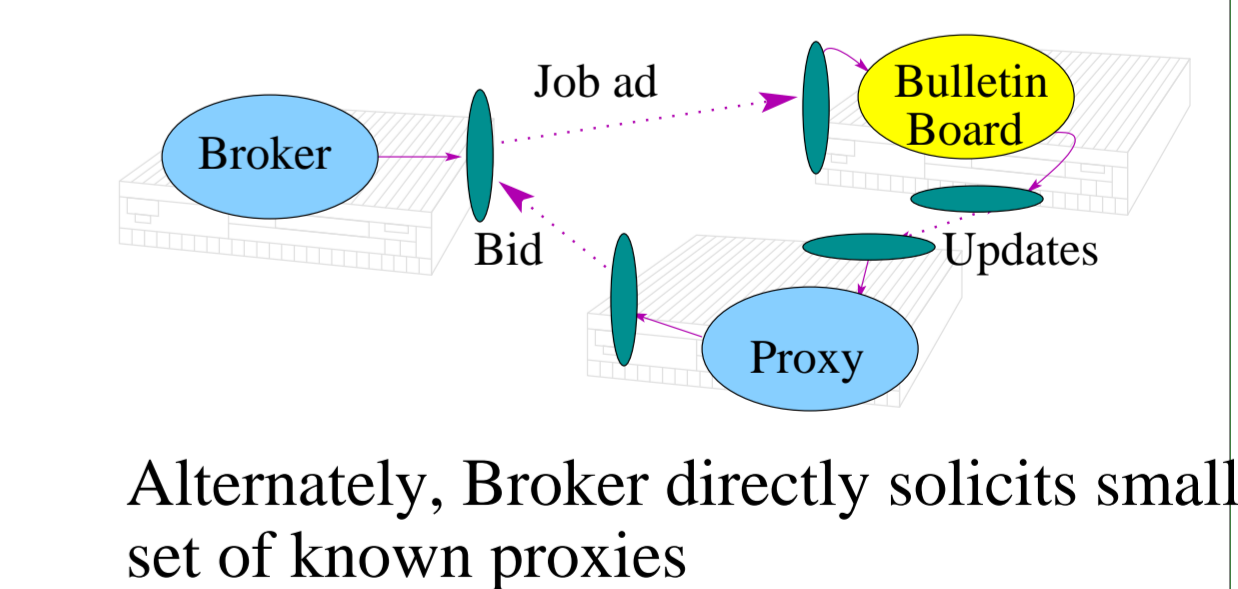 Job ad
Bulletin
Board
Broker
Bid
Updates
Proxy
Alternately, Broker directly solicits small
set of known proxies